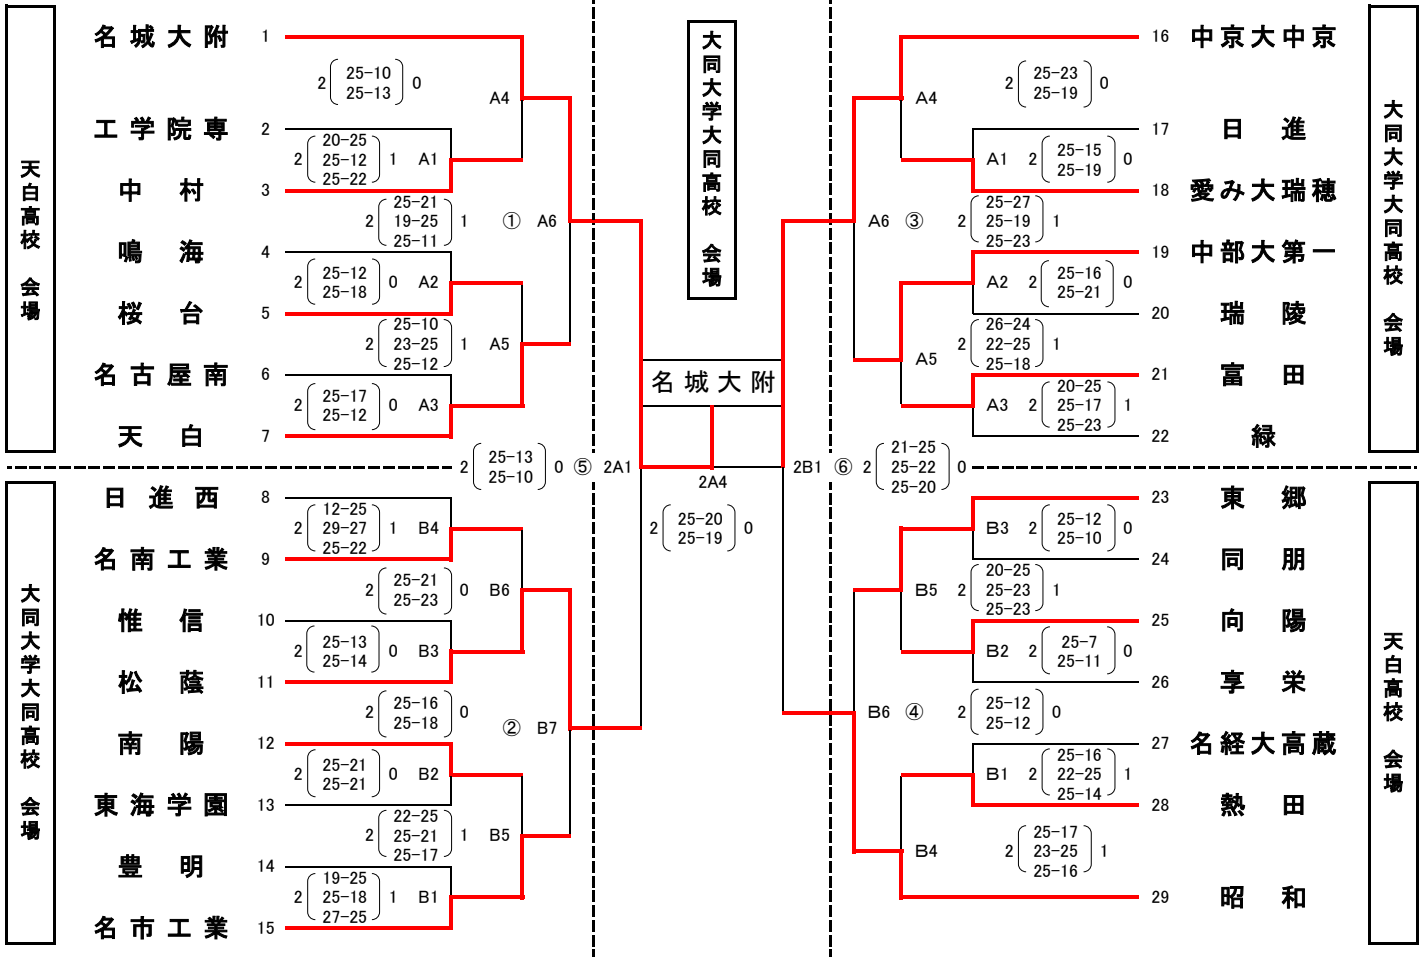 天白高校 会場
名城大附 1
2 25-10 0
25-13
A4
工学院専 2
20-25
2 25-12 1 A1
25-22
中村 3
25-21
2 19-25 1 ① A6
25-11
鳴海 4
2 25-12 0 A2
25-18
桜台 5
25-10
2 23-25 1 A5
25-12
名古屋南 6
2 25-17 0 A3
25-12
天白 7
大同大学大同高校 会場
日進西 8
12-25
2 29-27 1 B4
25-22
名南工業 9
2 25-21 0 B6
25-23
惟信 10
2 25-13 0 B3
25-14
松蔭 11
2 25-16 0
25-18
② B7
南陽 12
2 25-21 0 B2
25-21
東海学園 13
22-25
2 25-21 1 B5
25-17
豊明 14
19-25
2 25-18 1 B1
27-25
名市工業 15
大同大学大同高校 会場
名城大附
2 25-13 0 ⑤ 2A1
25-10
2A4
2 25-20 0
25-19
21-25
2B1 ⑥ 2 25-22 0
25-20
大同大学大同高校 会場
16 中京大中京
2 25-23 0
25-19
A4
17 日進
A1 2 25-15 0
25-19
18 愛み大瑞穂
25-27
A6 ③ 2 25-19 1
25-23
19 中部大第一
A2 2 25-16 0
25-21
20 瑞陵
26-24
A5 2 22-25 1
25-18
21 富田
20-25
A3 2 25-17 1
25-23
22 緑
天白高校 会場
23 東郷
B3 2 25-12 0
25-10
24 同朋
20-25
B5 2 25-23 1
25-23
25 向陽
B2 2 25-7 0
25-11
26 享栄
B6 ④ 2 25-12 0
25-12
27 名経大高蔵
25-16
B1 2 22-25 1
25-14
28 熱田
25-17
B4 2 23-25 1
25-16
29 昭和